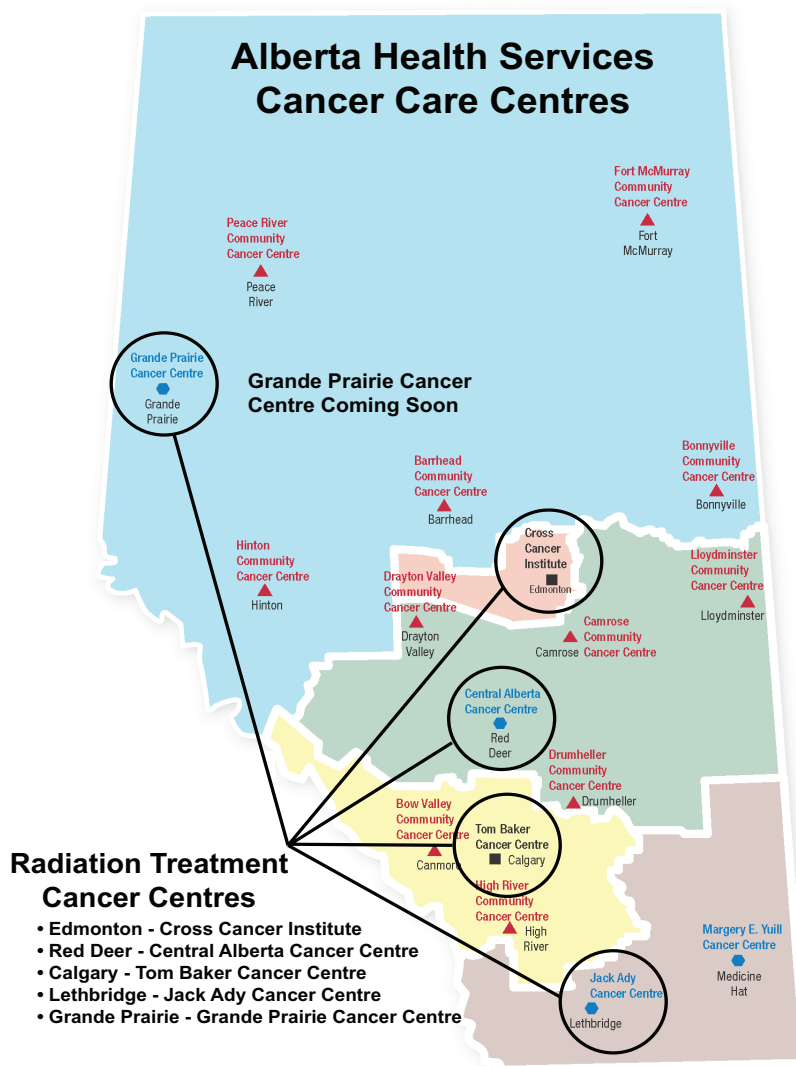 Alberta Health Services
Cancer Care Centres
Fort McMurray
Community
Cancer Centre
Fort
McMurray
Peace River
Community
Cancer Centre
Peace
River
Grande Prairie
Cancer Centre
Grande
Prairie
Grande Prairie Cancer
Centre Coming Soon
Barrhead
Community
Cancer Centre
Barrhead
Bonnyville
Community
Cancer Centre
Bonnyville
Cross
Cancer
Institute
Edmonton
Hinton
Community
Cancer Centre
Hinton
Drayton Valley
Community
Cancer Centre
Drayton
Valley
Lloydminster
Community
Cancer Centre
Lloydminster
Camrose
Community
Cancer Centre
Camrose
Central Alberta
Cancer Centre
Red
Deer
Drumheller
Community
Cancer Centre
Drumheller
Bow Valley
Community
Cancer Centre
Canmore
Tom Baker
Cancer Centre
Calgary
High River
Community
Cancer Centre
High
River
Margery E. Yuill
Cancer Centre
Medicine
Hat
Jack Ady
Cancer Centre
Lethbridge
Radiation Treatment
Cancer Centres
• Edmonton - Cross Cancer Institute
• Red Deer - Central Alberta Cancer Centre
• Calgary - Tom Baker Cancer Centre
• Lethbridge - Jack Ady Cancer Centre
• Grande Prairie - Grande Prairie Cancer Centre